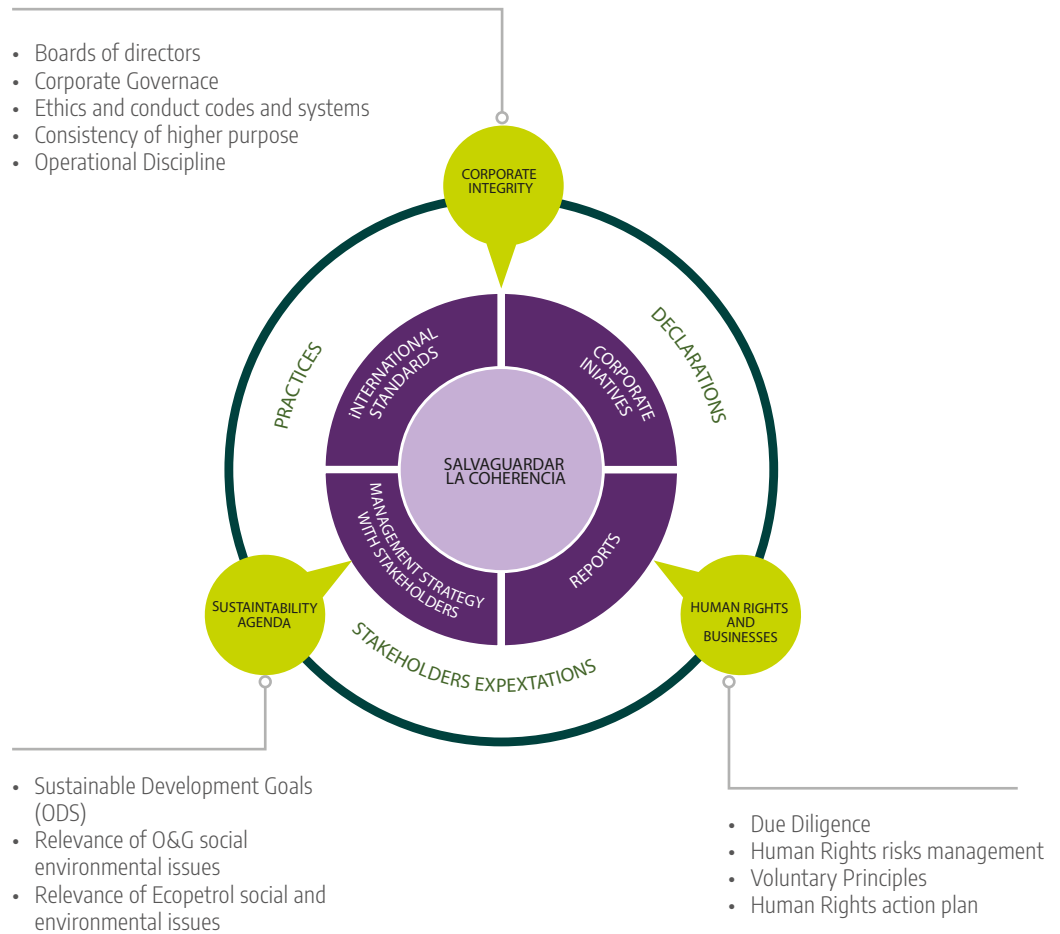 • Boards of directors
• Corporate Governace
• Ethics and conduct codes and systems
• Consistency of higher purpose
• Operational Discipline
CORPORATE
INTEGRITY
PRACTICES
DECLARATIONS
iNTERNATIONAL
STANDARDS
CORPORATE
INIATIVES
SALVAGUARDAR
LA COHERENCIA
MANAGEMENT STRATEGY
WITH STAKEHOLDERS
REPORTS
SUSTAINTABILITY
AGENDA
HUMAN RIGHTS
AND
BUSINESSES
STAKEHOLDERS EXPEXTATIONS
• Sustainable Development Goals
(ODS)
• Relevance of O&G social
environmental issues
• Relevance of Ecopetrol social and
environmental issues
• Due Diligence
• Human Rights risks management
• Voluntary Principles
• Human Rights action plan